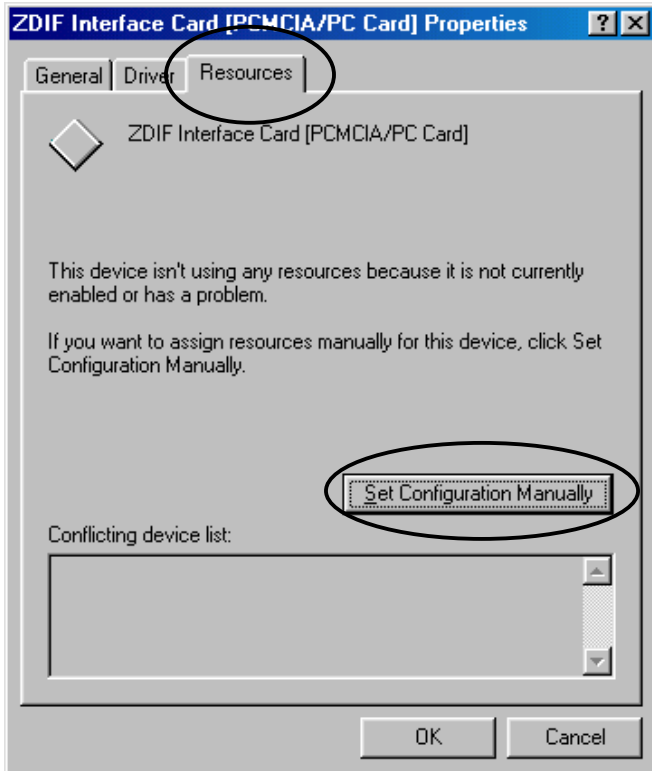 ZDIF Interface Card [PCMCIA/PC Card] Properties
General Driver Resources
ZDIF Interface Card [PCMCIA/PC Card]
This device isn't using any resources because it is not currently
enabled or has a problem.
If you want to assign resources manually for this device, click Set
Configuration Manually.
Set Configuration Manually
Conflicting device list:
OK Cancel